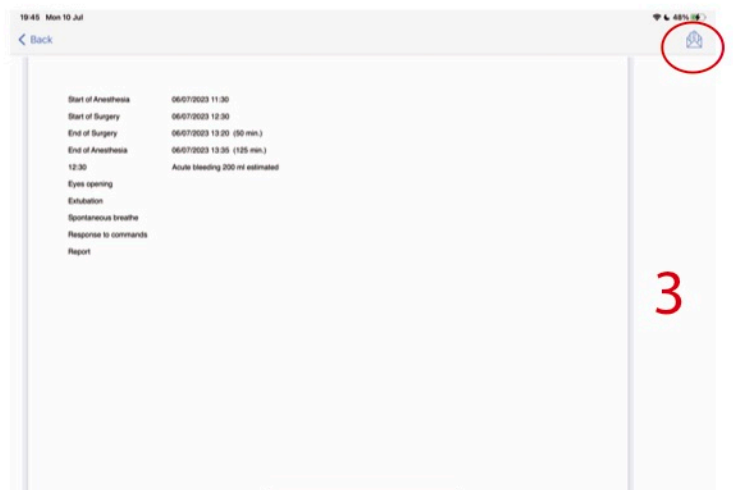 19:45 Mon 10 Jul 48%
Back
Start of Anesthesia 06/07/2023 11:30
Start of Surgery 06/07/2023 12:30
End of Surgery 06/07/2023 13:20 (50 min.)
End of Anesthesia 06/07/2023 13:35 (125 min.)
12:30 Acute bleeding 200 ml estimated
Eyes opening
Extubation
Spontaneous breathe
Response to commands
Report
3